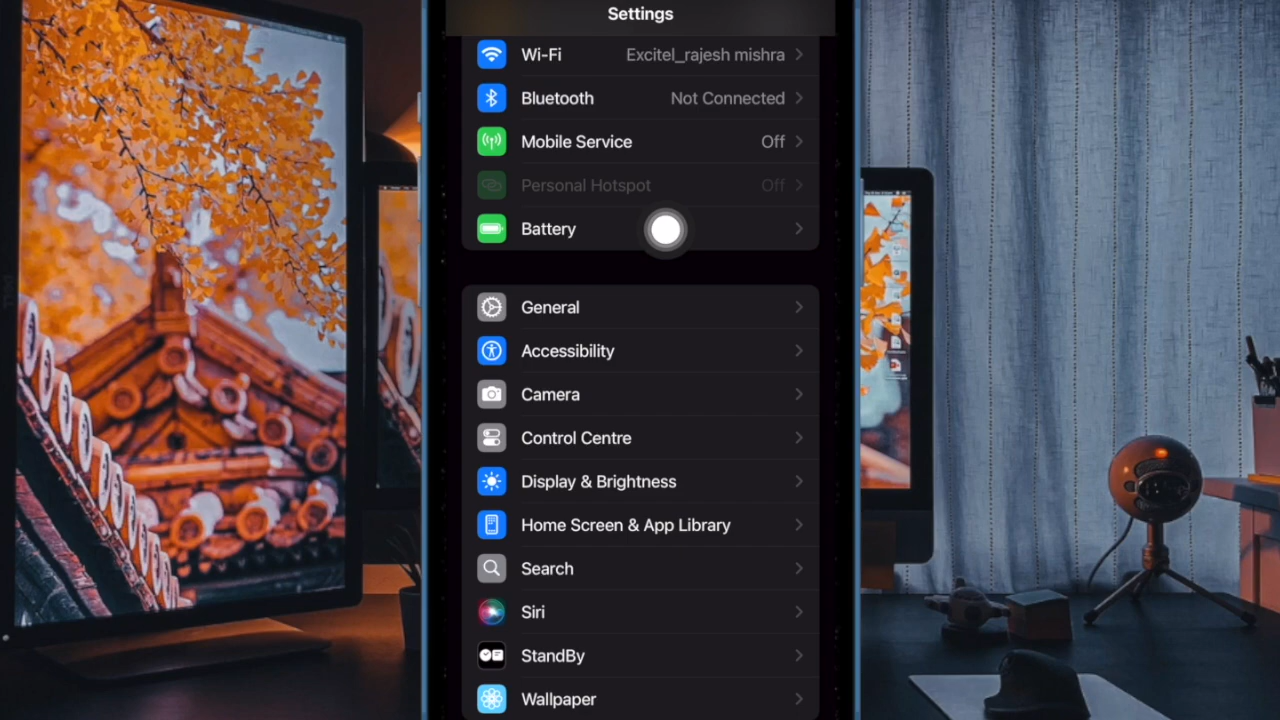 Settings
Wi-Fi Excitel_rajesh mishra
Bluetooth Not Connected
Mobile Service Off
Personal Hotspot Off
Battery
General
Accessibility
Camera
Control Centre
Display & Brightness
Home Screen & App Library
Search
Siri
StandBy
Wallpaper